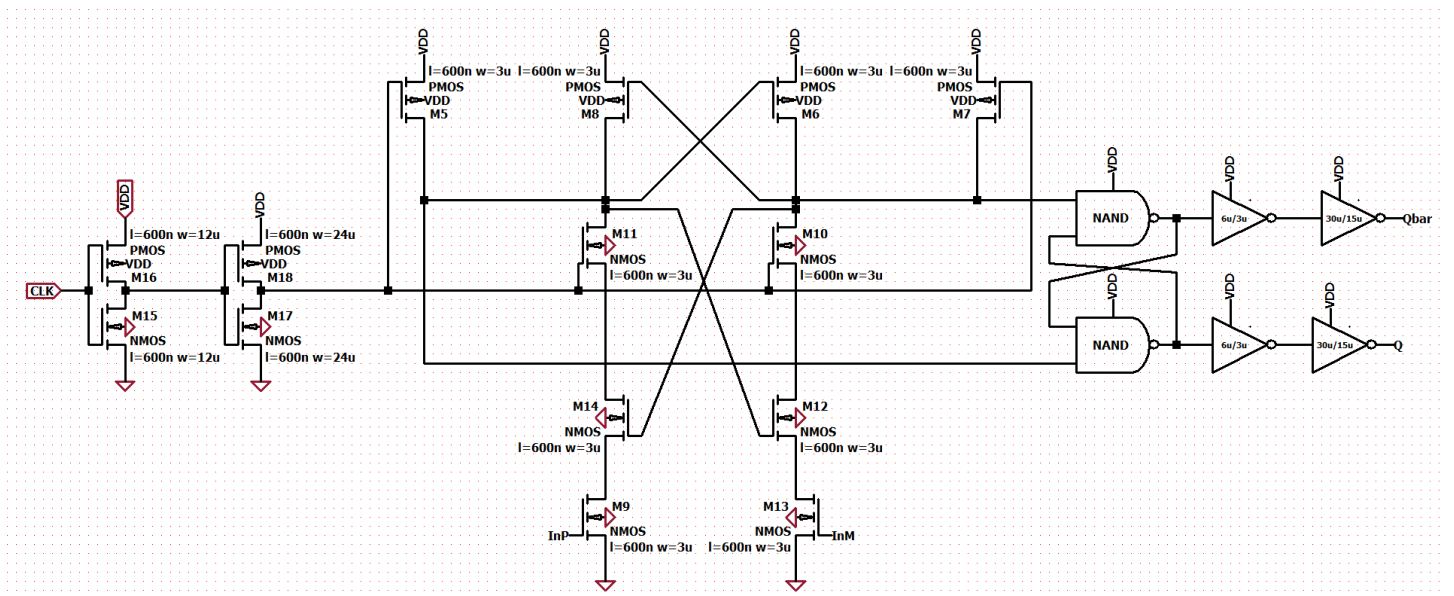 VDD
VDD
VDD
VDD
l=600n w=3u
l=600n w=3u
l=600n w=3u
l=600n w=3u
PMOS
PMOS
PMOS
PMOS
VDD
VDD
VDD
VDD
M5
M8
M6
M7
VDD
VDD
VDD
VDD
VDD
NAND
6u/3u
30u/15u
Qbar
l=600n w=12u
l=600n w=24u
PMOS
PMOS
VDD
VDD
M16
M18
M11
M10
NMOS
NMOS
l=600n w=3u
l=600n w=3u
CLK
M15
M17
NMOS
NMOS
l=600n w=12u
l=600n w=24u
VDD
VDD
VDD
NAND
6u/3u
30u/15u
Q
M14
M12
NMOS
NMOS
l=600n w=3u
l=600n w=3u
M9
M13
InP
NMOS
NMOS
InM
l=600n w=3u
l=600n w=3u